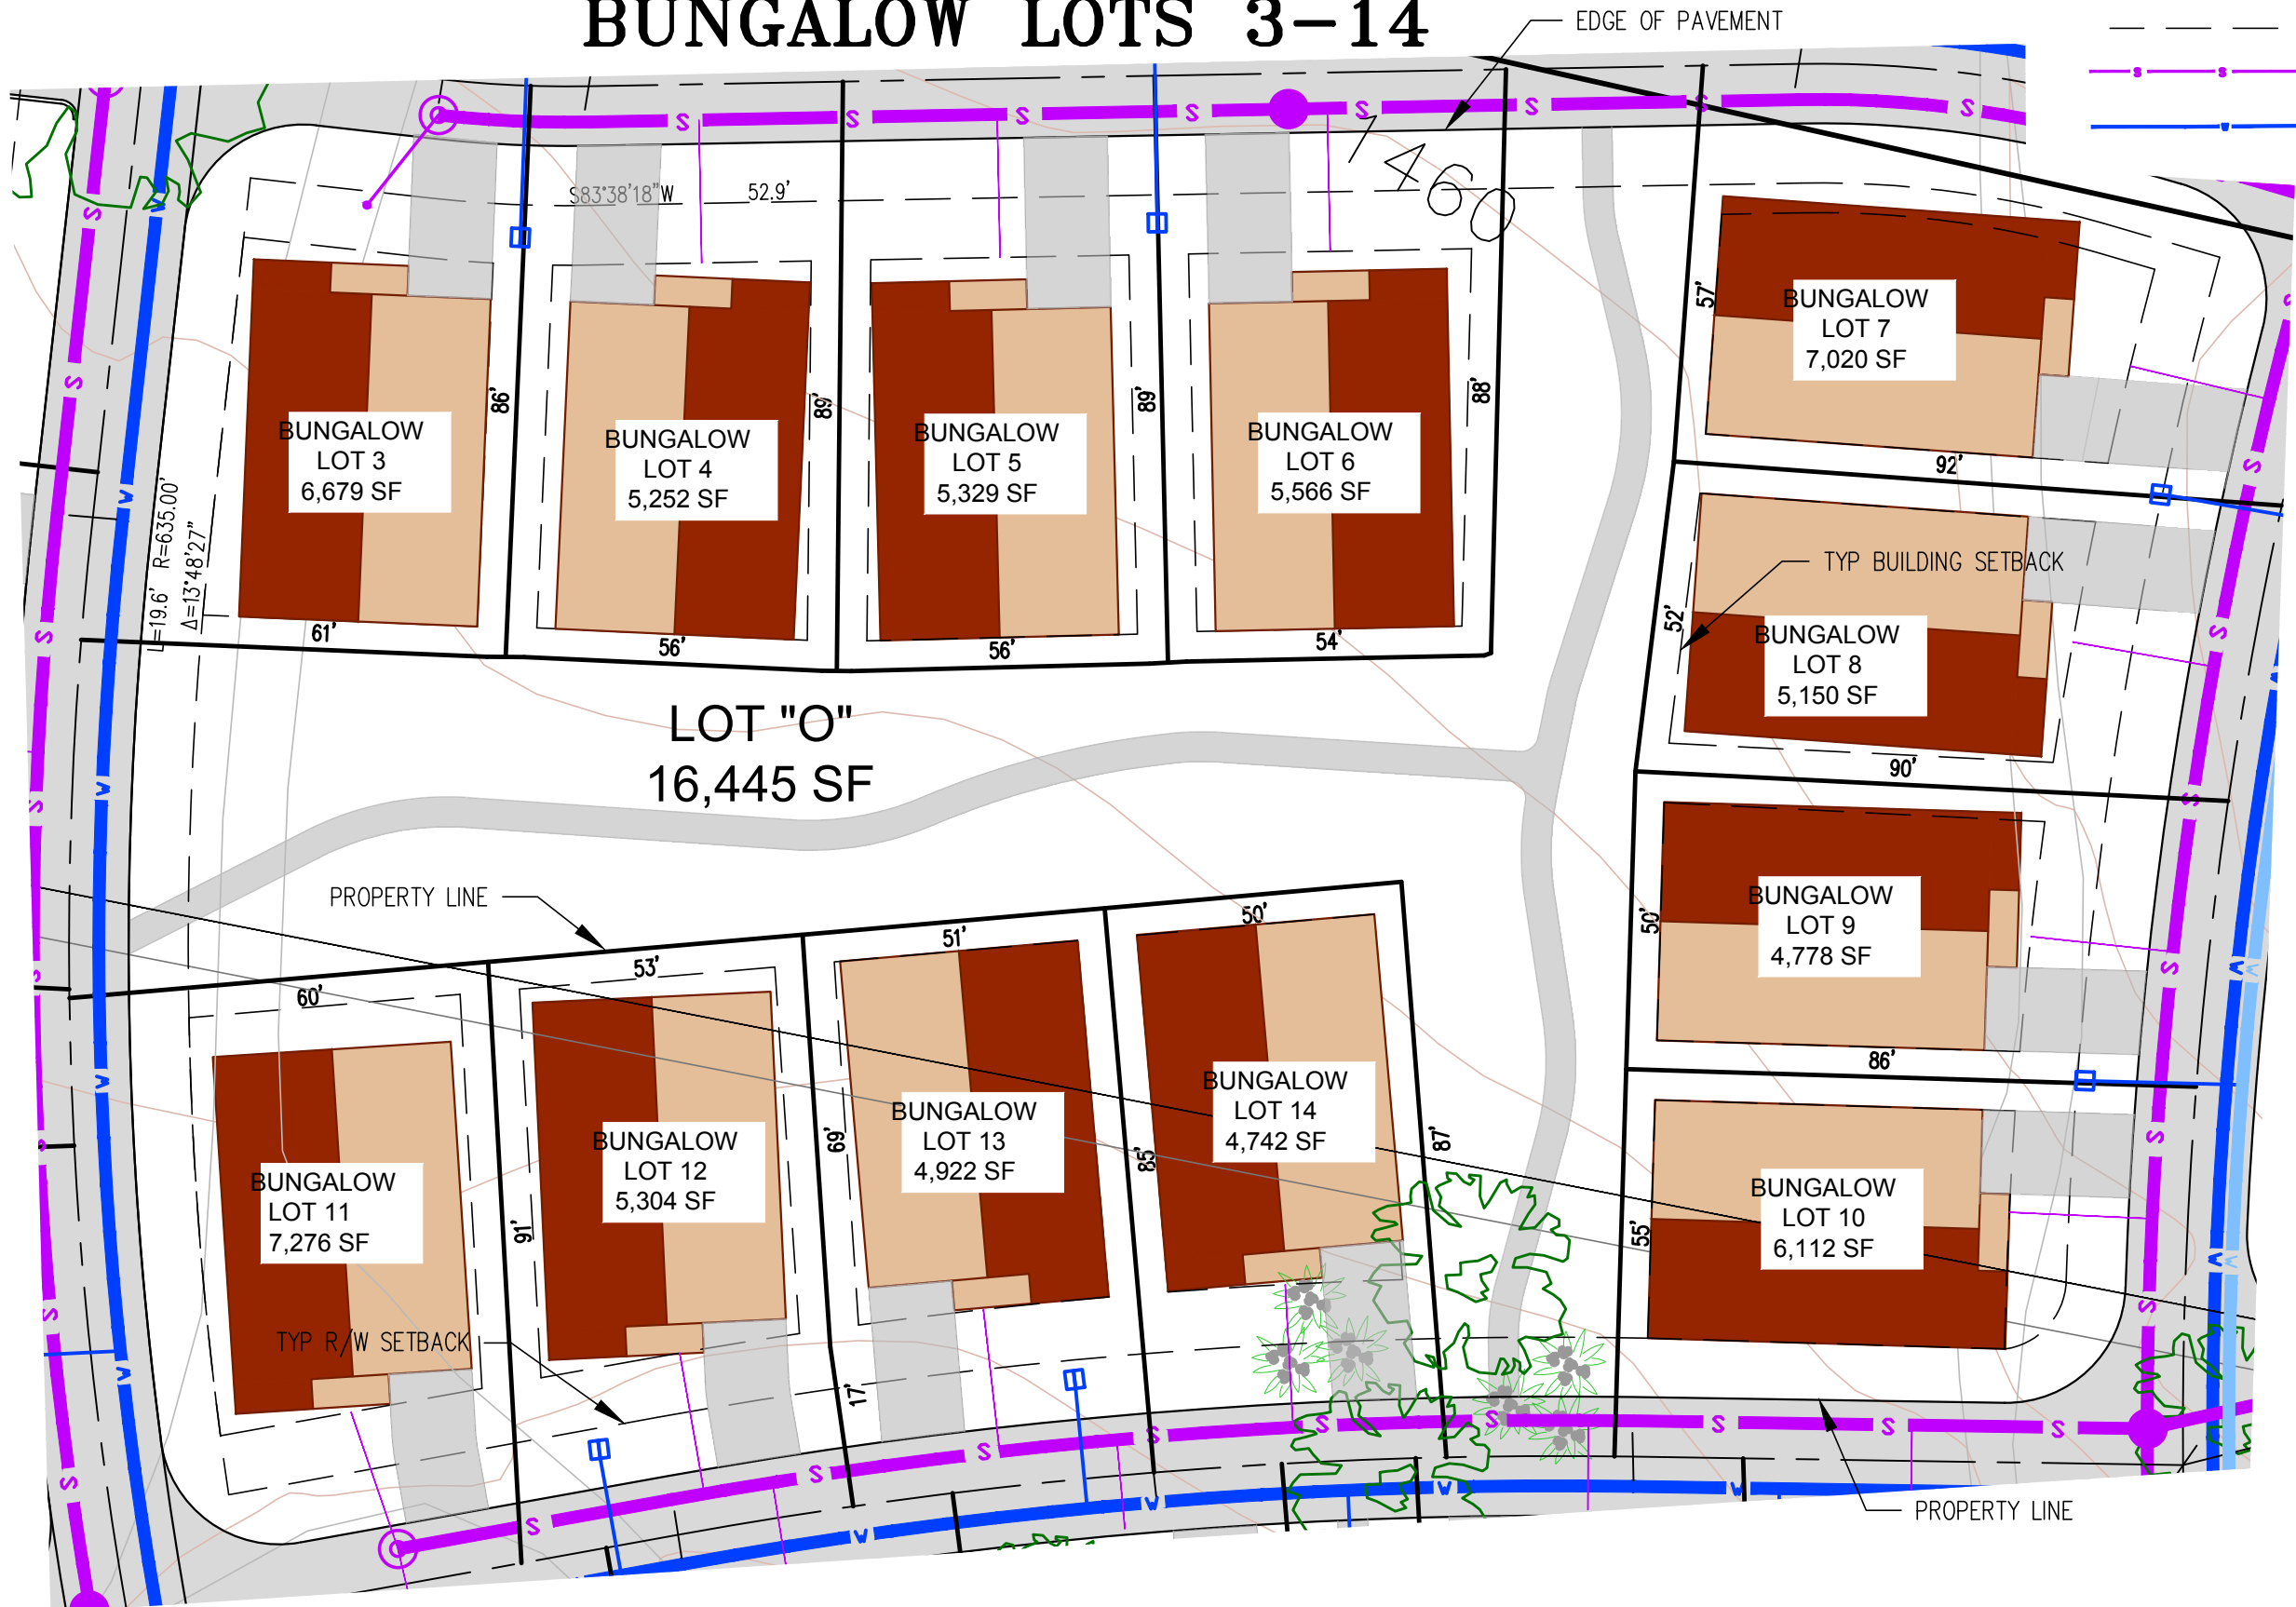 BUNGALOW LOTS 3-14
EDGE OF PAVEMENT
S83°38'18"W 52.9'
7460
BUNGALOW
LOT 3
6,679 SF
86'
BUNGALOW
LOT 4
5,252 SF
89'
BUNGALOW
LOT 5
5,329 SF
89'
BUNGALOW
LOT 6
5,566 SF
88'
57'
BUNGALOW
LOT 7
7,020 SF
92'
L=19.6' R=635.00'
Δ=13°48'27"
61'
56'
56'
54'
TYP BUILDING SETBACK
52'
BUNGALOW
LOT 8
5,150 SF
90'
LOT "O"
16,445 SF
PROPERTY LINE
50'
BUNGALOW
LOT 9
4,778 SF
86'
60'
53'
51'
50'
BUNGALOW
LOT 11
7,276 SF
91'
BUNGALOW
LOT 12
5,304 SF
69'
BUNGALOW
LOT 13
4,922 SF
85'
BUNGALOW
LOT 14
4,742 SF
87'
55'
BUNGALOW
LOT 10
6,112 SF
TYP R/W SETBACK
17'
PROPERTY LINE